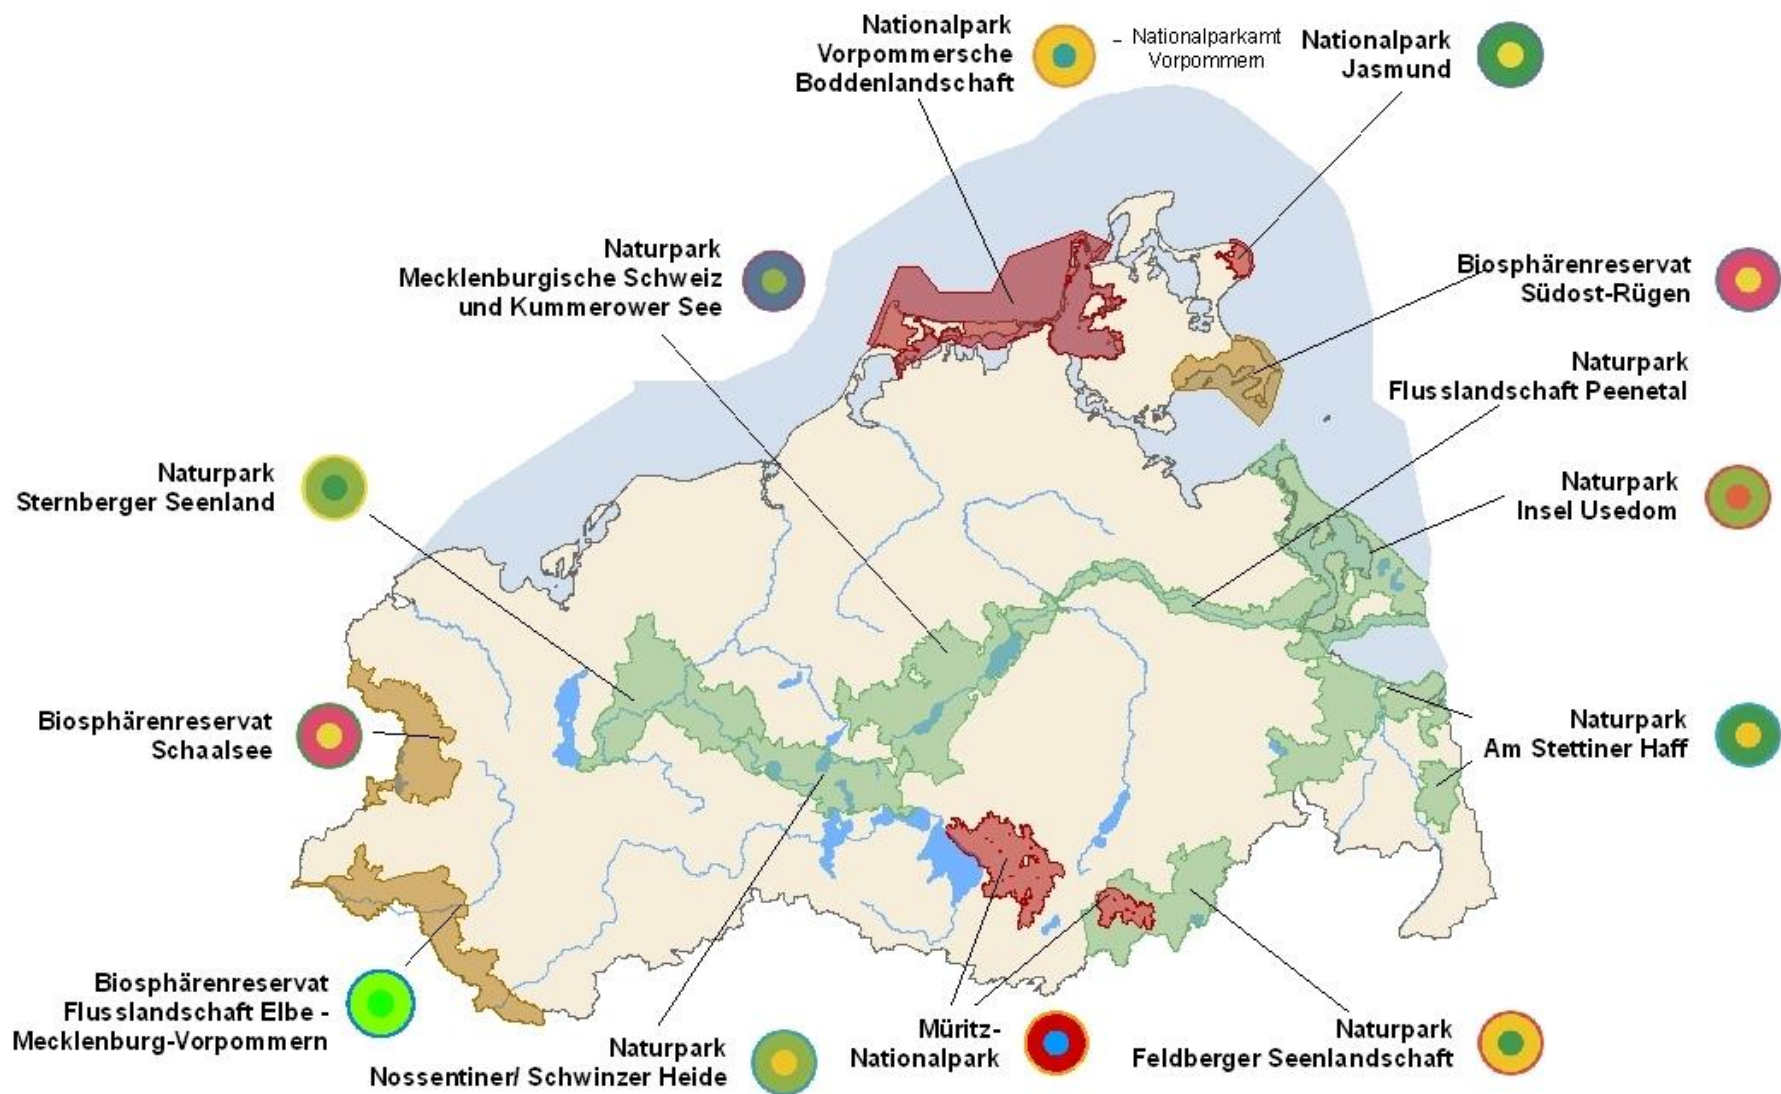 Nationalpark
Vorpommersche
Boddenlandschaft
– Nationalparkamt
Vorpommern
Nationalpark
Jasmund
Naturpark
Mecklenburgische Schweiz
und Kummerower See
Biosphärenreservat
Südost-Rügen
Naturpark
Flusslandschaft Peenetal
Naturpark
Sternberger Seenland
Naturpark
Insel Usedom
Biosphärenreservat
Schaalsee
Naturpark
Am Stettiner Haff
Biosphärenreservat
Flusslandschaft Elbe -
Mecklenburg-Vorpommern
Naturpark
Nossentiner/ Schwinzer Heide
Müritz-
Nationalpark
Naturpark
Feldberger Seenlandschaft